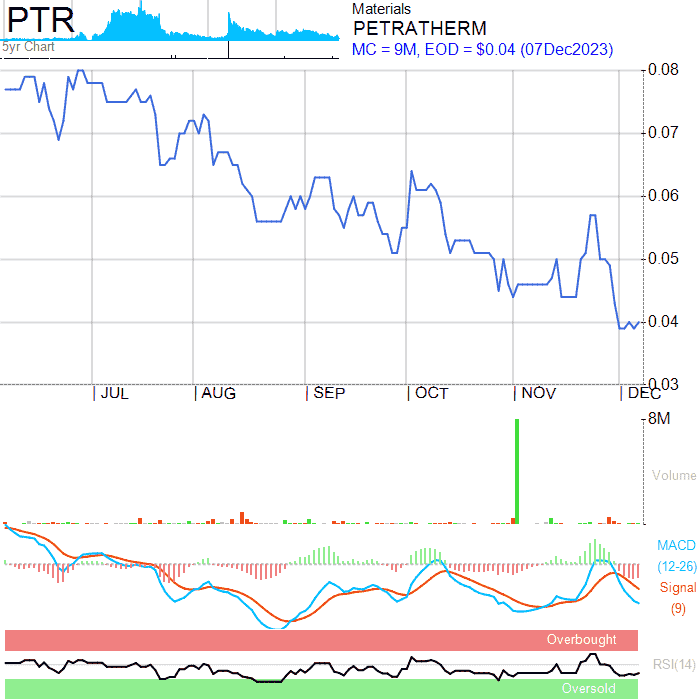 PTR
5yr Chart
Materials
PETRATHERM
MC = 9M, EOD = $0.04 (07Dec2023)
0.08
0.07
0.06
0.05
0.04
0.03
JUL AUG SEP OCT NOV DEC
8M
Volume
MACD
(12-26)
Signal
(9)
Overbought
RSI(14)
Oversold